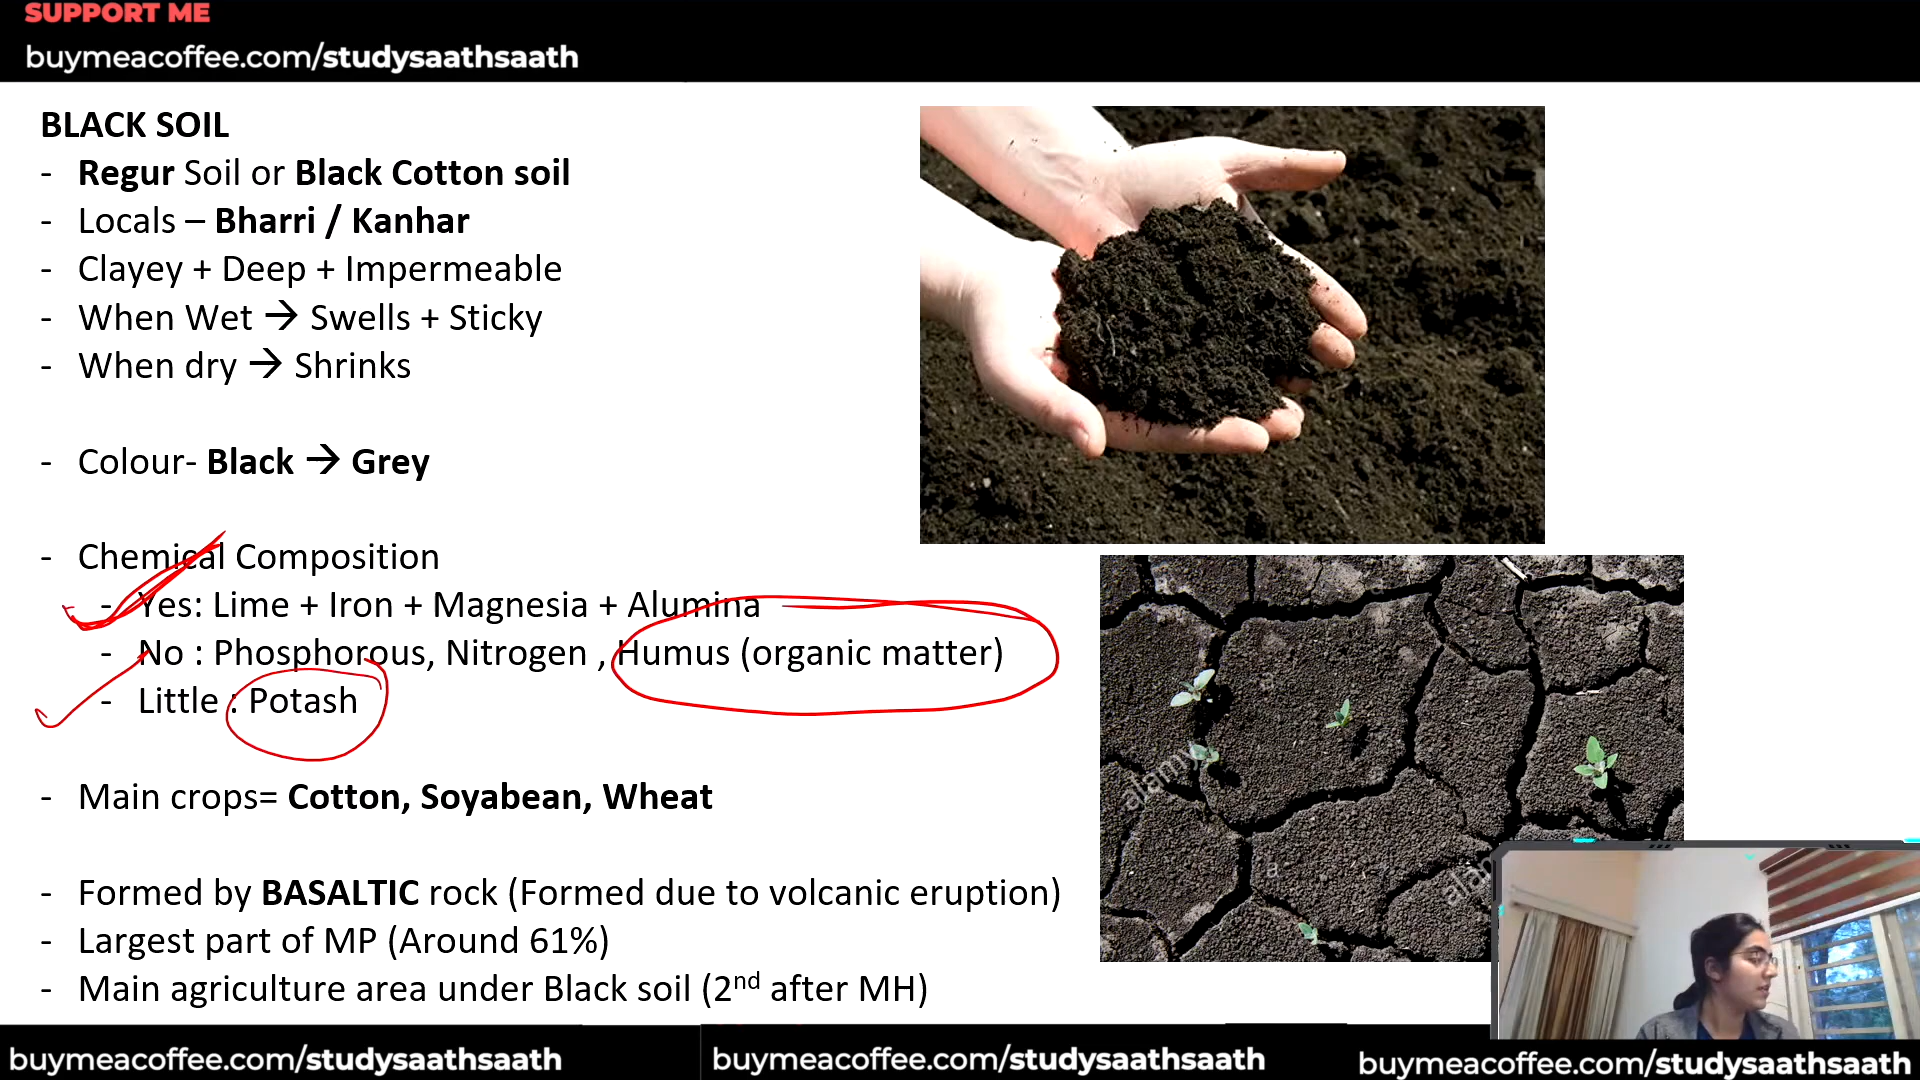 SUPPORT ME
buymeacoffee.com/studysaathsaath
BLACK SOIL
- Regur Soil or Black Cotton soil
- Locals – Bharri / Kanhar
- Clayey + Deep + Impermeable
- When Wet → Swells + Sticky
- When dry → Shrinks
- Colour- Black → Grey
- Chemical Composition
- Yes: Lime + Iron + Magnesia + Alumina
- No : Phosphorous, Nitrogen , Humus (organic matter)
- Little : Potash
- Main crops= Cotton, Soyabean, Wheat
- Formed by BASALTIC rock (Formed due to volcanic eruption)
- Largest part of MP (Around 61%)
- Main agriculture area under Black soil (2nd after MH)
alamy
a
buymeacoffee.com/studysaathsaath
buymeacoffee.com/studysaathsaath
buymeacoffee.com/studysaathsaath